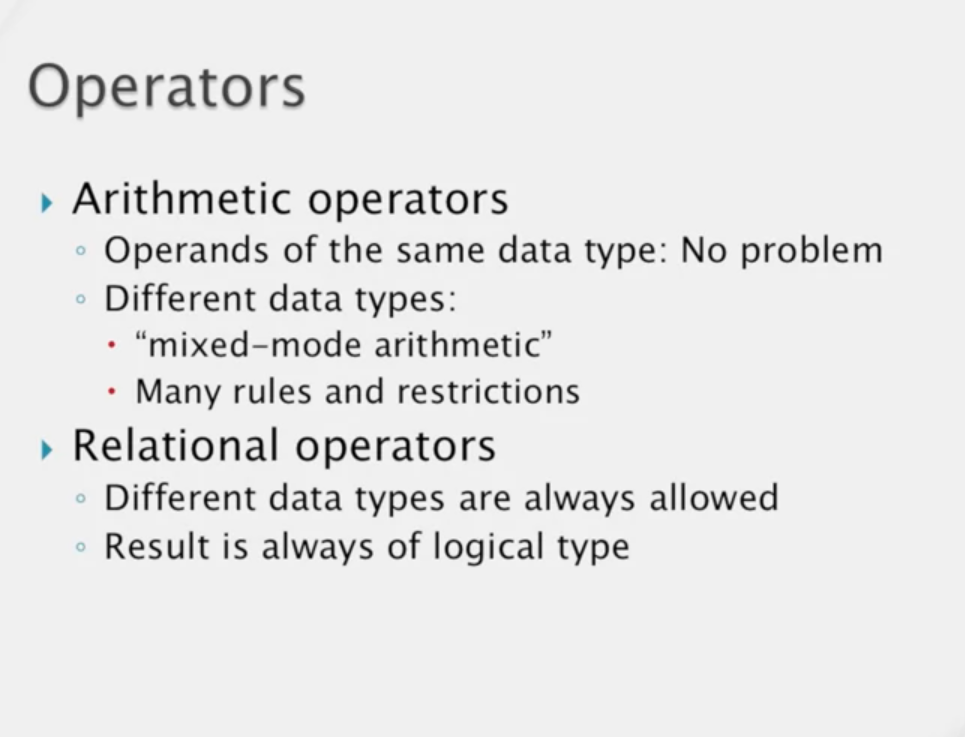 Operators
Arithmetic operators
Operands of the same data type: No problem
Different data types:
“mixed-mode arithmetic”
Many rules and restrictions
Relational operators
Different data types are always allowed
Result is always of logical type